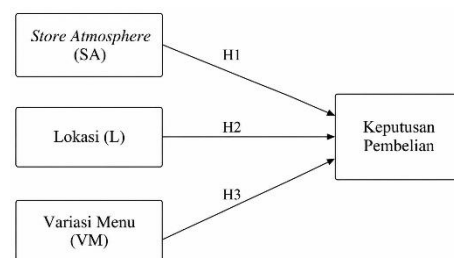 Store Atmosphere
(SA)
H1
Lokasi (L)
H2
Keputusan
Pembelian
H3
Variasi Menu
(VM)